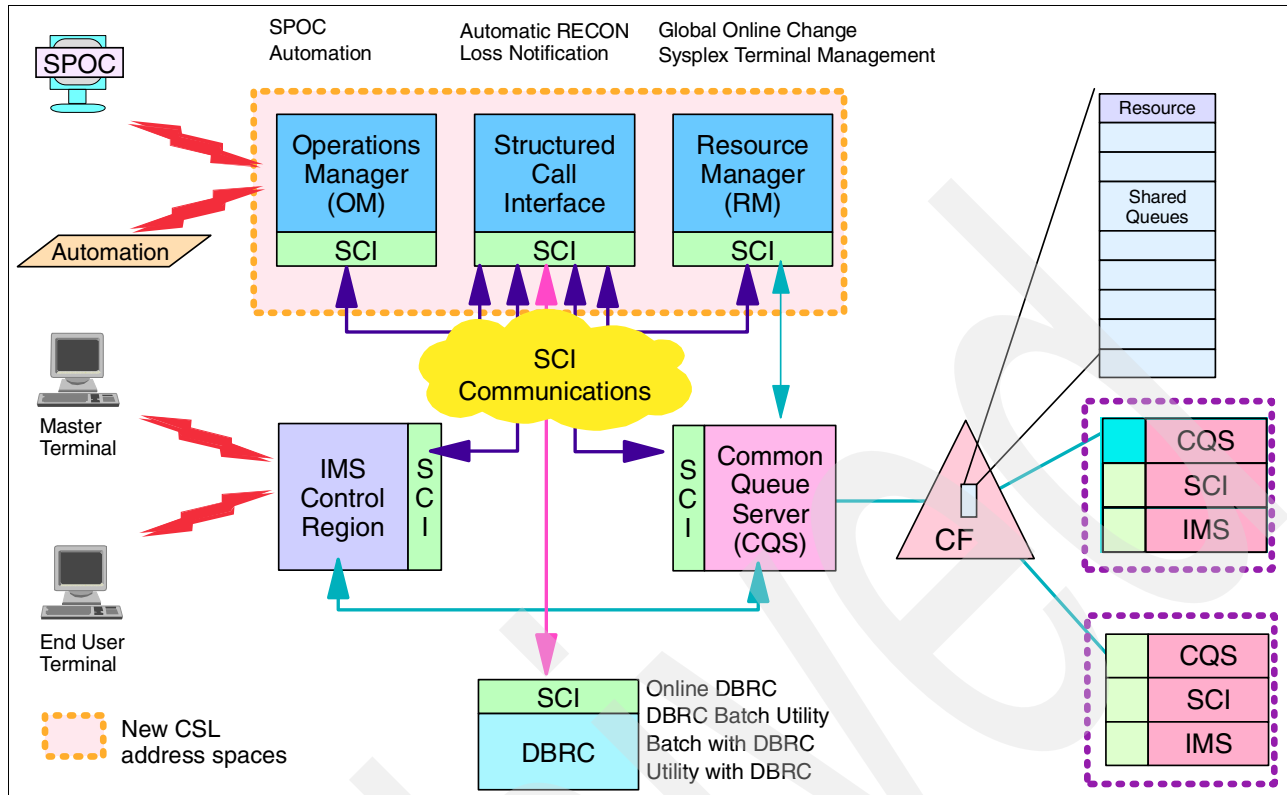 SPOC
Automation
Automatic RECON
Loss Notification
Global Online Change
Sysplex Terminal Management
SPOC
Automation
Operations
Manager
(OM)
SCI
Structured
Call
Interface
SCI
Resource
Manager
(RM)
SCI
Resource
Shared
Queues
SCI
Communications
Master
Terminal
End User
Terminal
IMS
Control
Region
SCI
SCI
Common
Queue
Server
(CQS)
CF
CQS
SCI
IMS
CQS
SCI
IMS
SCI
DBRC
Online DBRC
DBRC Batch Utility
Batch with DBRC
Utility with DBRC
New CSL
address spaces